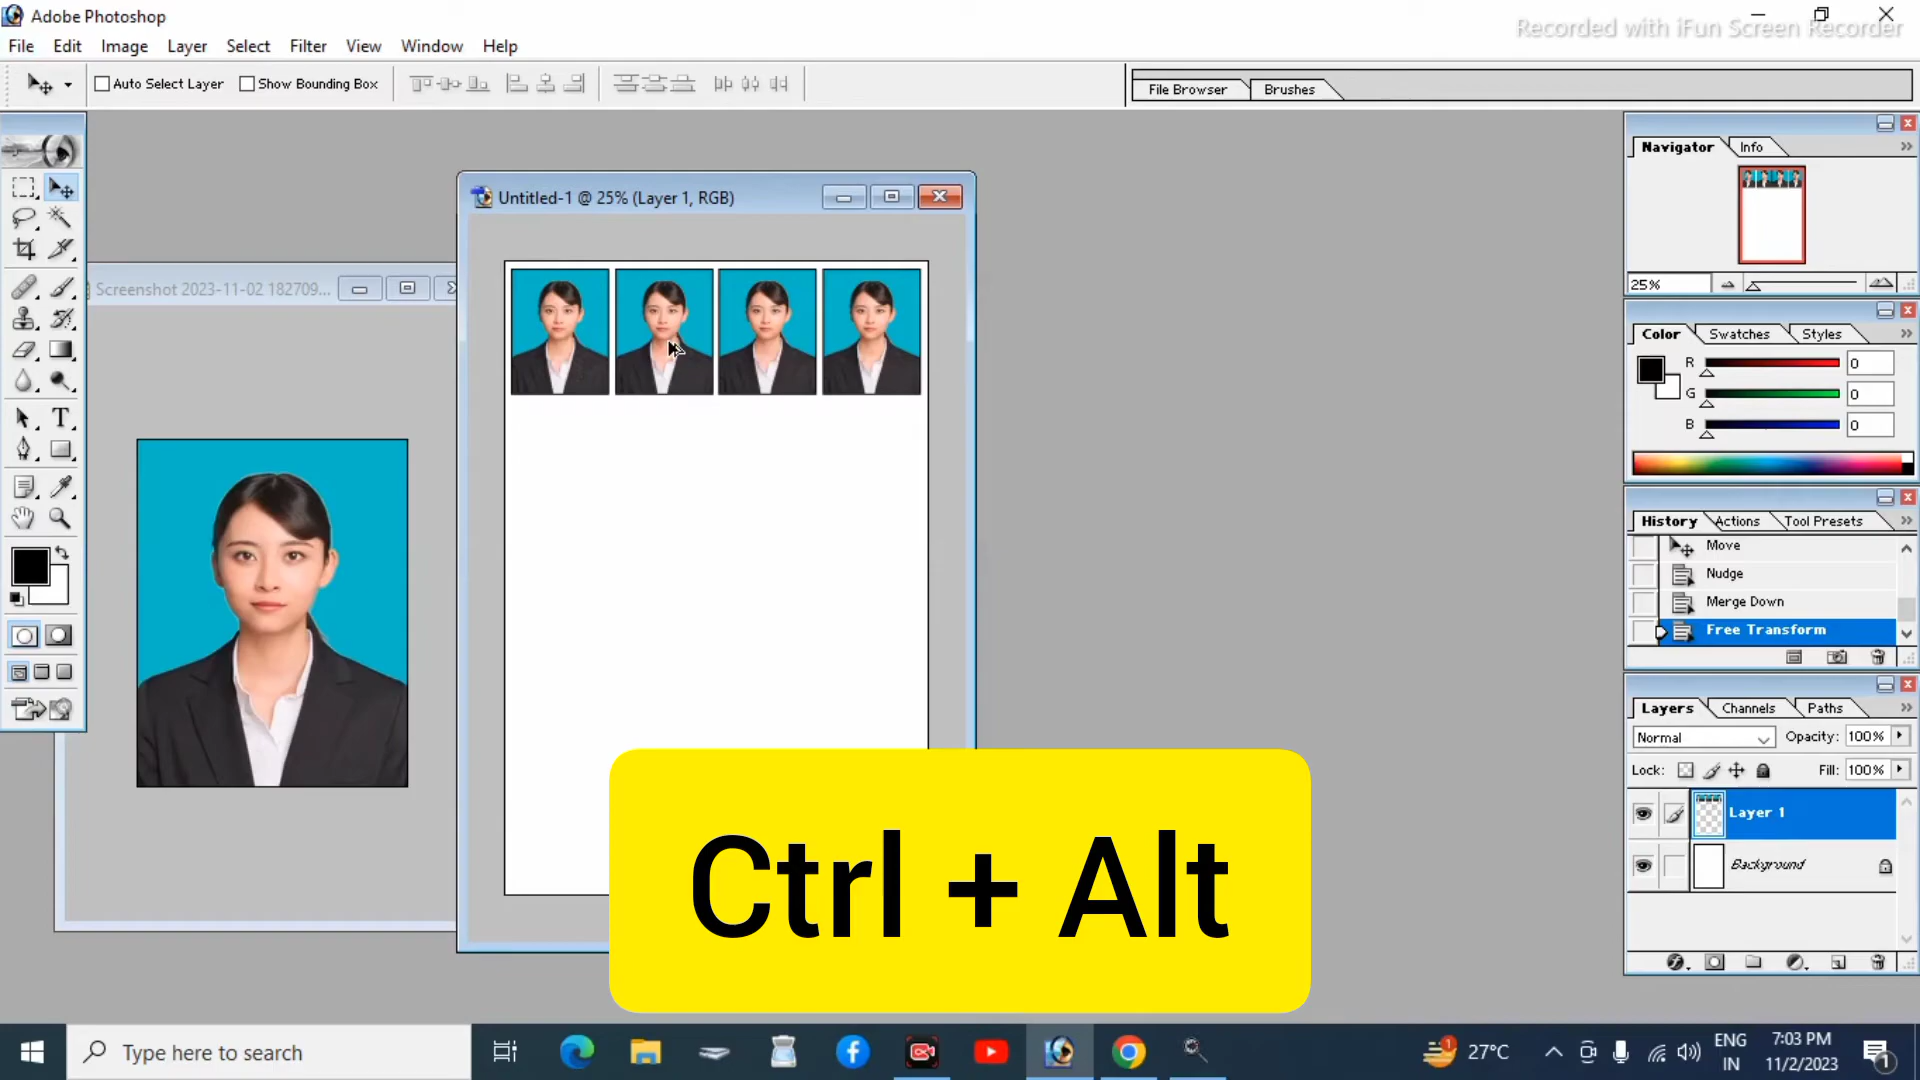 Adobe Photoshop
Recorded with iFun Screen Recorder
File Edit Image Layer Select Filter View Window Help
Auto Select Layer Show Bounding Box
File Browser Brushes
Navigator Info
25%
Untitled-1 @ 25% (Layer 1, RGB)
Screenshot 2023-11-02 182709...
Color Swatches Styles
R 0
G 0
B 0
History Actions Tool Presets
Move
Nudge
Merge Down
Free Transform
Layers Channels Paths
Normal Opacity: 100%
Lock: Fill: 100%
Layer 1
Background
Ctrl + Alt
Type here to search
1
27°C
ENG
IN
7:03 PM
11/2/2023
1